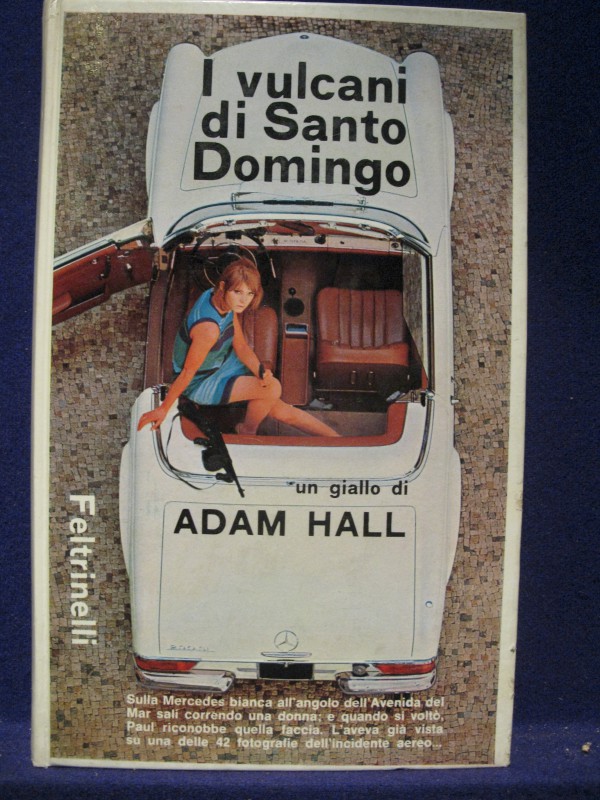 I vulcani
di Santo
Domingo
un giallo di
ADAM HALL
Feltrinelli
Sulla Mercedes bianca all'angolo dell'Avenida del
Mar salì correndo una donna; e quando si voltò,
Paul riconobbe quella faccia. L'aveva già vista
su una delle 42 fotografie dell'incidente aereo...